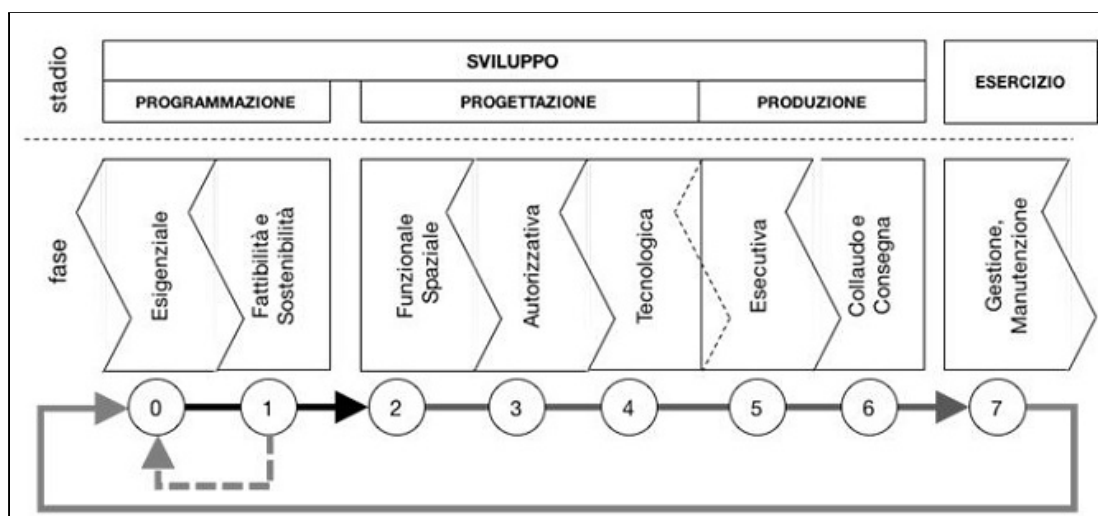 stadio
SVILUPPO
PROGRAMMAZIONE
PROGETTAZIONE
PRODUZIONE
ESERCIZIO
fase
Esigenziale
Fattibilità e
Sostenibilità
Funzionale
Spaziale
Autorizzativa
Tecnologica
Esecutiva
Collaudo e
Consegna
Gestione,
Manutenzione
0
1
2
3
4
5
6
7